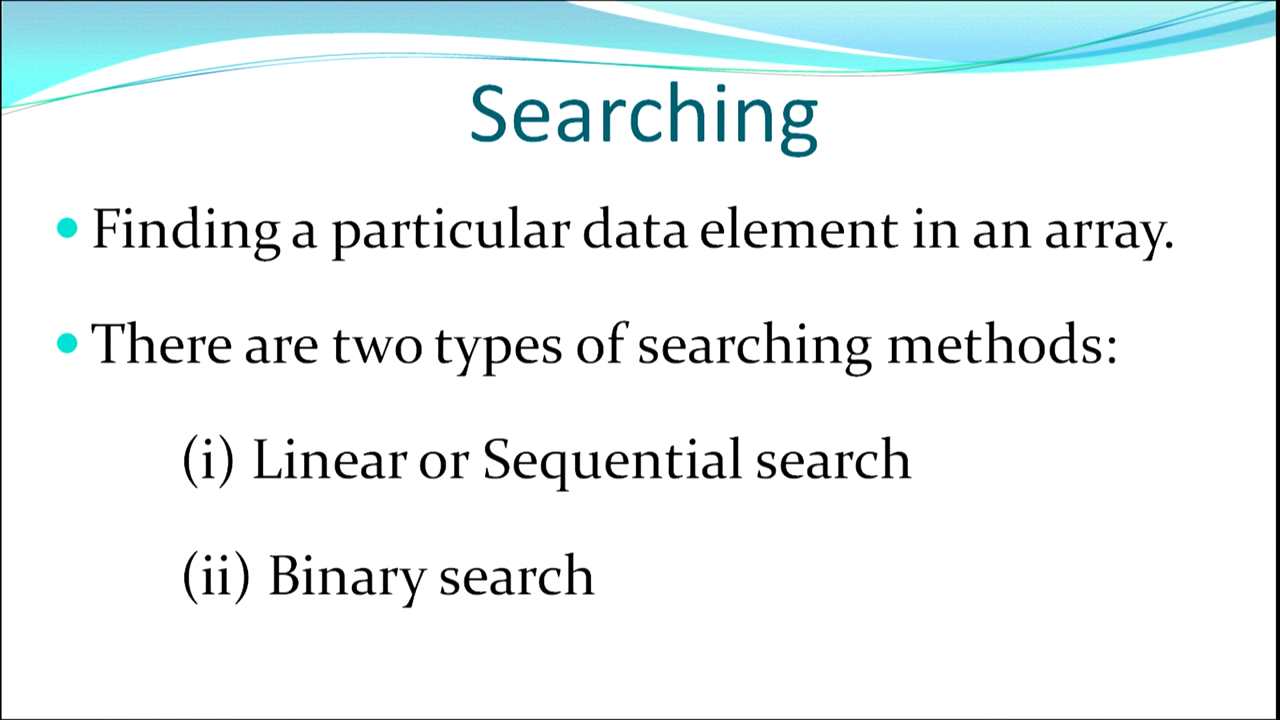 Searching
• Finding a particular data element in an array.
• There are two types of searching methods:
(i) Linear or Sequential search
(ii) Binary search